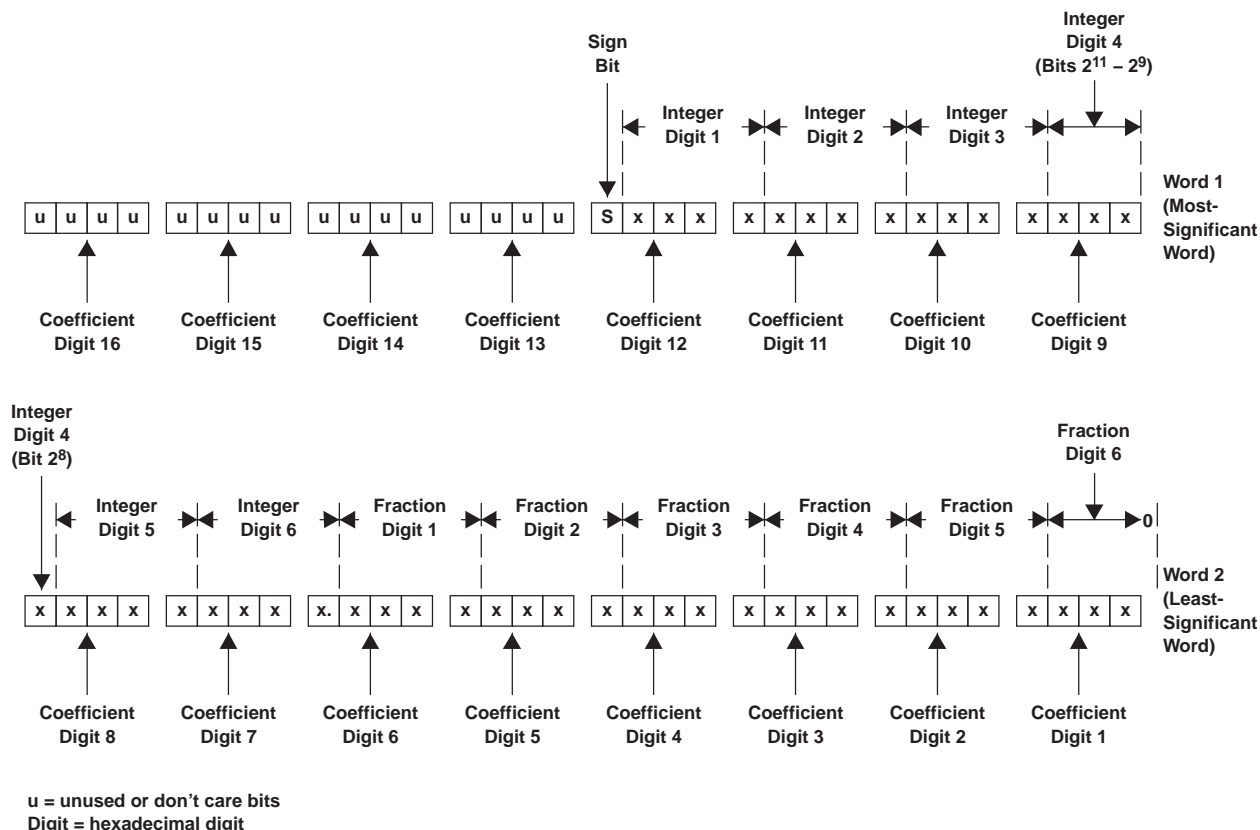 Integer
Digit 4
(Bits 2¹¹ – 2⁹)
Sign
Bit
Integer
Digit 1
Integer
Digit 2
Integer
Digit 3
Word 1
(Most-
Significant
Word)
u u u u u u u u u u u u u u u u S x x x x x x x x x x x x x x x
Coefficient
Digit 16
Coefficient
Digit 15
Coefficient
Digit 14
Coefficient
Digit 13
Coefficient
Digit 12
Coefficient
Digit 11
Coefficient
Digit 10
Coefficient
Digit 9
Integer
Digit 4
(Bit 2⁸)
Fraction
Digit 6
Integer
Digit 5
Integer
Digit 6
Fraction
Digit 1
Fraction
Digit 2
Fraction
Digit 3
Fraction
Digit 4
Fraction
Digit 5
0
Word 2
(Least-
Significant
Word)
x x x x x x x x x. x x x x x x x x x x x x x x x x x x x x x x x
Coefficient
Digit 8
Coefficient
Digit 7
Coefficient
Digit 6
Coefficient
Digit 5
Coefficient
Digit 4
Coefficient
Digit 3
Coefficient
Digit 2
Coefficient
Digit 1
u = unused or don't care bits
Digit = hexadecimal digit